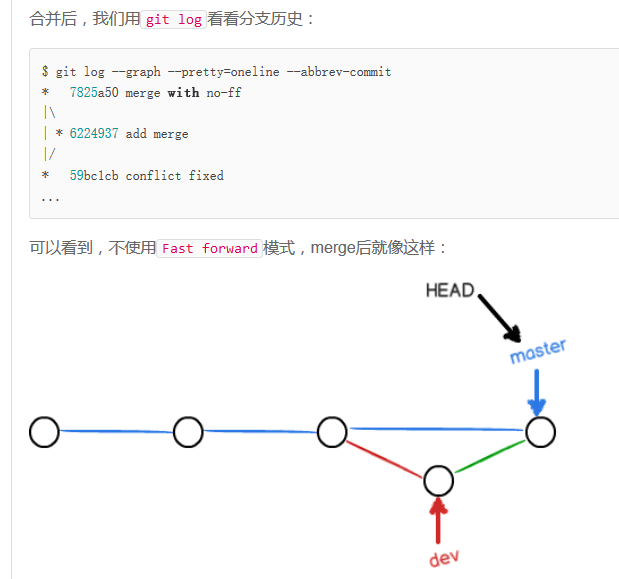 合并后，我们用git log看看分支历史：
$ git log --graph --pretty=oneline --abbrev-commit
*   7825a50 merge with no-ff
|\
| * 6224937 add merge
|/
*   59bc1cb conflict fixed
...
可以看到，不使用Fast forward模式，merge后就像这样：
HEAD
master
dev